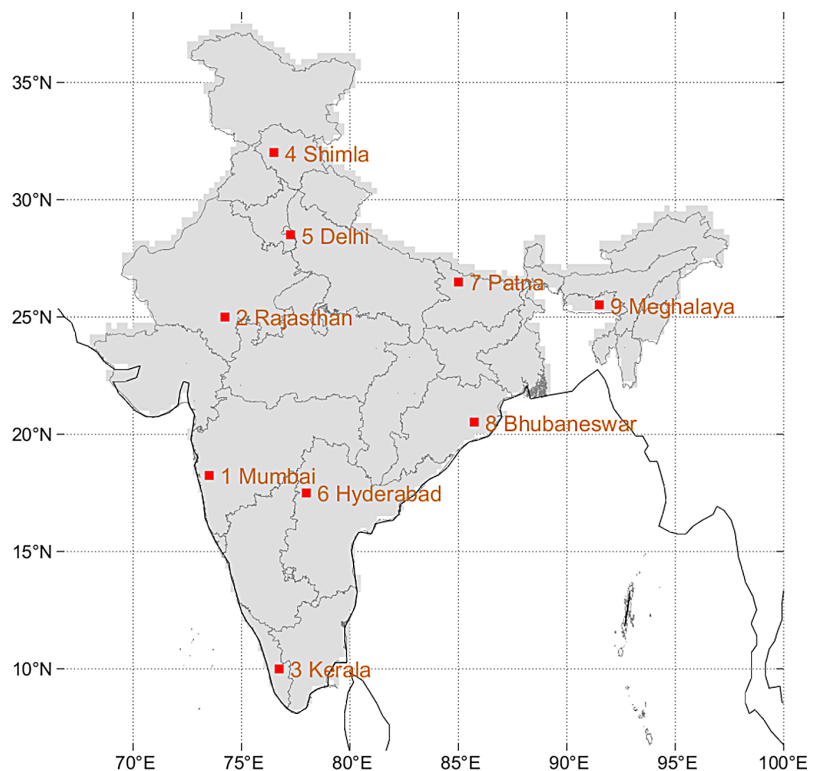 35°N
4 Shimla
30°N
5 Delhi
7 Patna
9 Meghalaya
25°N
2 Rajasthan
20°N
8 Bhubaneswar
1 Mumbai
6 Hyderabad
15°N
10°N
3 Kerala
70°E 75°E 80°E 85°E 90°E 95°E 100°E